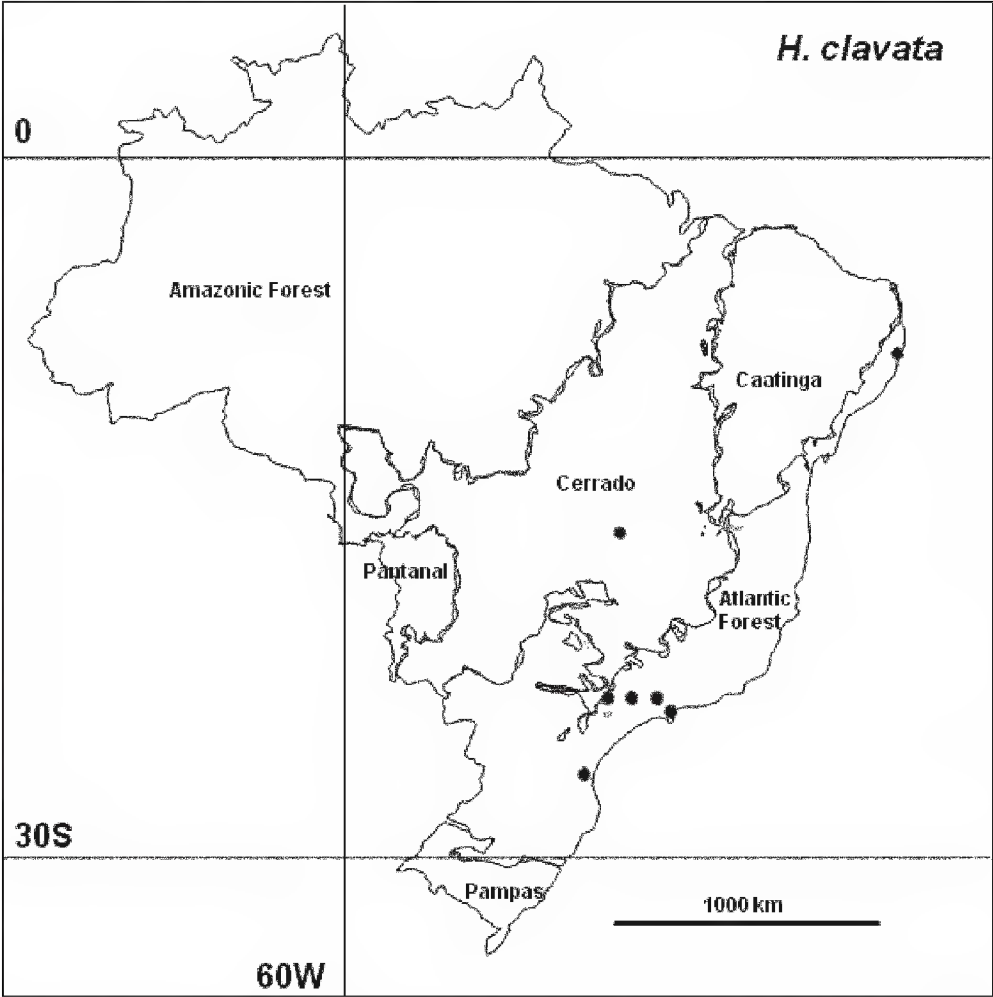 H. clavata
0
Amazonic Forest
Caatinga
Cerrado
Pantanal
Atlantic
Forest
30S
Pampas
1000 km
60W